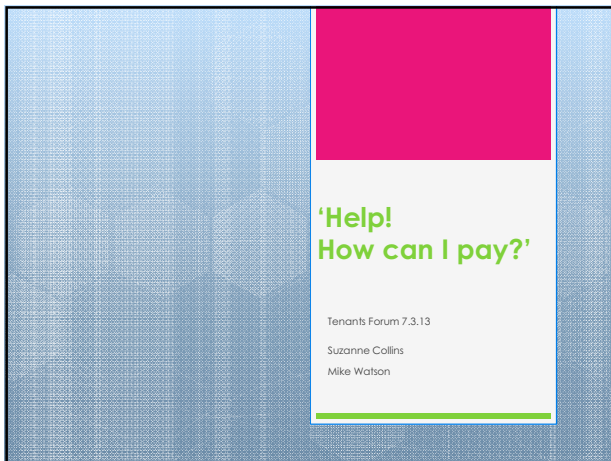 ‘Help!
How can I pay?’
Tenants Forum 7.3.13
Suzanne Collins
Mike Watson